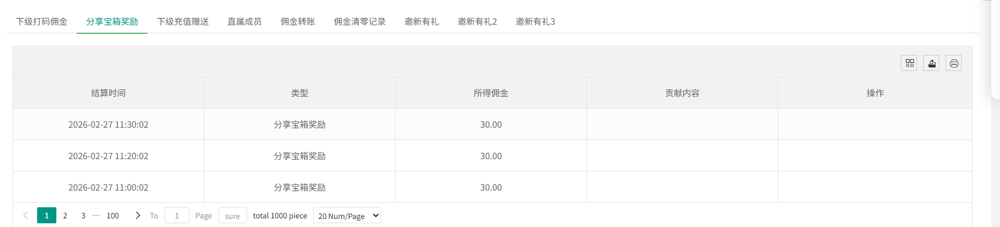 下级打码佣金 分享宝箱奖励 下级充值赠送 直属成员 佣金转账 佣金清零记录 邀新有礼 邀新有礼2 邀新有礼3
结算时间 类型 所得佣金 贡献内容 操作
2026-02-27 11:30:02 分享宝箱奖励 30.00
2026-02-27 11:20:02 分享宝箱奖励 30.00
2026-02-27 11:00:02 分享宝箱奖励 30.00
1 2 3 ··· 100 To 1 Page sure total 1000 piece 20 Num/Page